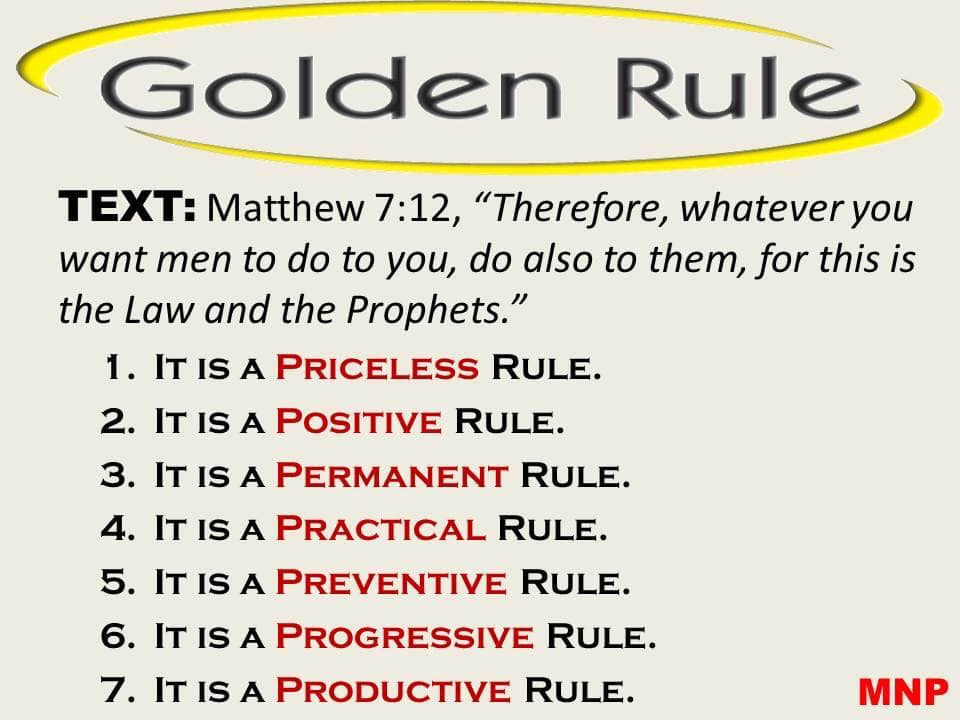 Golden Rule
TEXT: Matthew 7:12, “Therefore, whatever you
want men to do to you, do also to them, for this is
the Law and the Prophets.”
1. It is a Priceless Rule.
2. It is a Positive Rule.
3. It is a Permanent Rule.
4. It is a Practical Rule.
5. It is a Preventive Rule.
6. It is a Progressive Rule.
7. It is a Productive Rule.
MNP